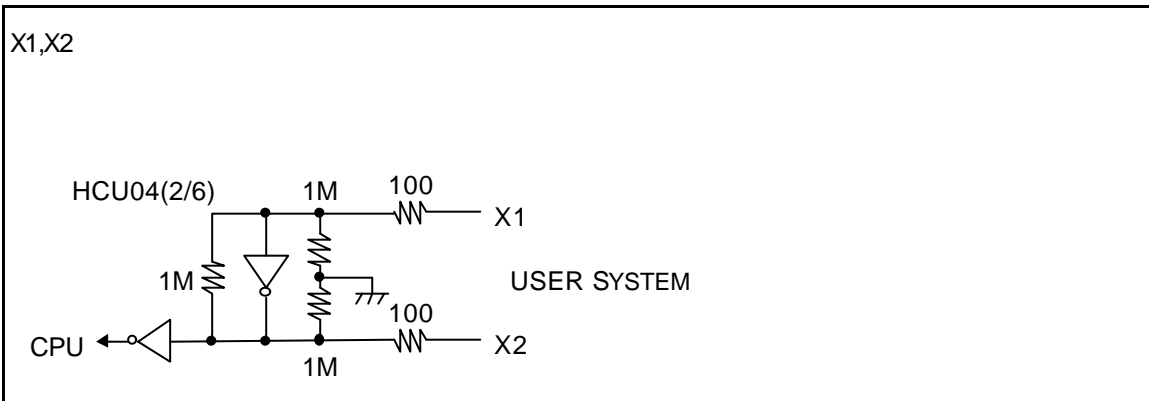 X1,X2
HCU04(2/6)
1M
100
X1
1M
USER SYSTEM
100
CPU
X2
1M